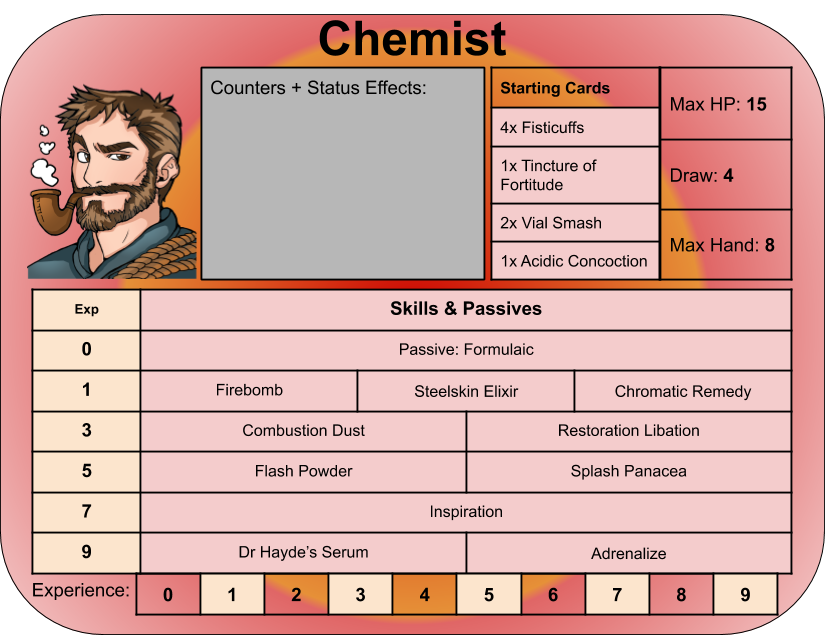 Chemist
Counters + Status Effects:
Starting Cards
4x Fisticuffs
1x Tincture of
Fortitude
2x Vial Smash
1x Acidic Concoction
Max HP: 15
Draw: 4
Max Hand: 8
Exp Skills & Passives
0 Passive: Formulaic
1 Firebomb Steelskin Elixir Chromatic Remedy
3 Combustion Dust Restoration Libation
5 Flash Powder Splash Panacea
7 Inspiration
9 Dr Hayde's Serum Adrenalize
Experience: 0 1 2 3 4 5 6 7 8 9